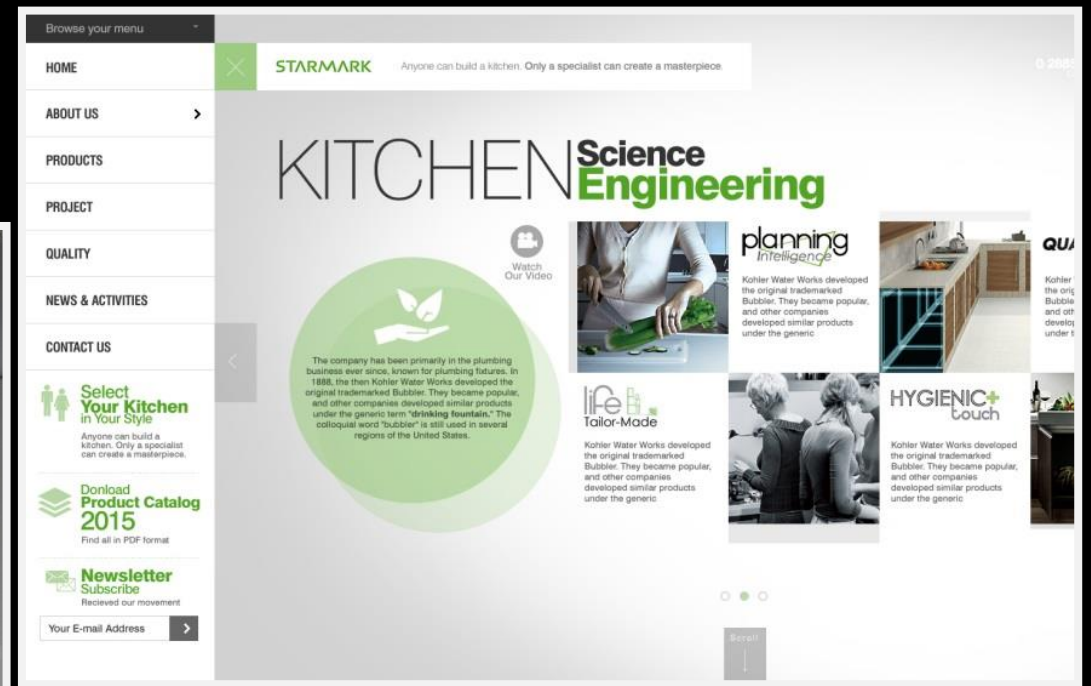 Browse your menu
HOME
ABOUT US
PRODUCTS
PROJECT
QUALITY
NEWS & ACTIVITIES
CONTACT US
Select
Your Kitchen
in Your Style
Anyone can build a
kitchen. Only a specialist
can create a masterpiece.
Donload
Product Catalog
2015
Find all in PDF format
Newsletter
Subscribe
Recieved our movement
Your E-mail Address
STARMARK Anyone can build a kitchen. Only a specialist can create a masterpiece.
KITCHEN Science
Engineering
Watch
Our Video
The company has been primarily in the plumbing
business ever since, known for plumbing fixtures. In
1888, the then Kohler Water Works developed the
original trademarked Bubbler. They became popular,
and other companies developed similar products
under the generic term "drinking fountain." The
colloquial word "bubbler" is still used in several
regions of the United States.
planning
Intelligence
Kohler Water Works developed
the original trademarked
Bubbler. They became popular,
and other companies
developed similar products
under the generic
life
Tailor-Made
Kohler Water Works developed
the original trademarked
Bubbler. They became popular,
and other companies
developed similar products
under the generic
HYGIENIC+
touch
Kohler Water Works developed
the original trademarked
Bubbler. They became popular,
and other companies
developed similar products
under the generic
QUA
Kohler
the orig
Bubble
and oth
develop
under t
Scroll